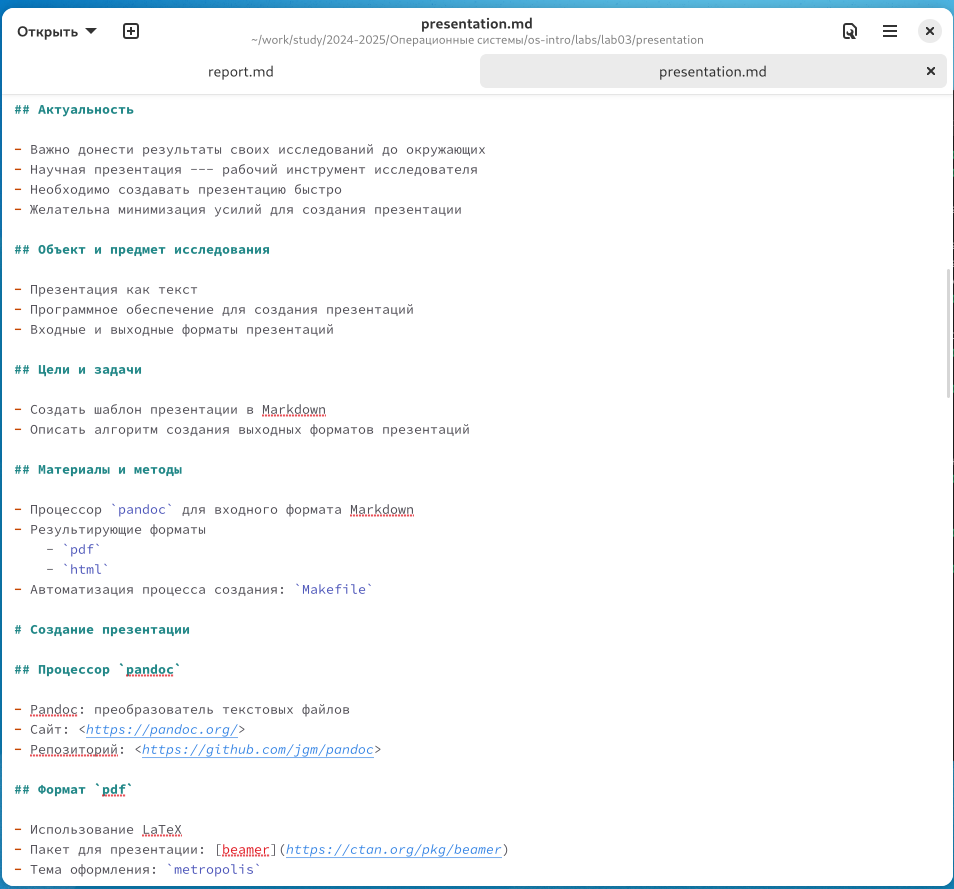 Открыть
presentation.md
~/work/study/2024-2025/Операционные системы/os-intro/labs/lab03/presentation
report.md
presentation.md
## Актуальность
- Важно донести результаты своих исследований до окружающих
- Научная презентация --- рабочий инструмент исследователя
- Необходимо создавать презентацию быстро
- Желательна минимизация усилий для создания презентации
## Объект и предмет исследования
- Презентация как текст
- Программное обеспечение для создания презентаций
- Входные и выходные форматы презентаций
## Цели и задачи
- Создать шаблон презентации в Markdown
- Описать алгоритм создания выходных форматов презентаций
## Материалы и методы
- Процессор `pandoc` для входного формата Markdown
- Результирующие форматы
    - `pdf`
    - `html`
- Автоматизация процесса создания: `Makefile`
# Создание презентации
## Процессор `pandoc`
- Pandoc: преобразователь текстовых файлов
- Сайт: <https://pandoc.org/>
- Репозиторий: <https://github.com/jgm/pandoc>
## Формат `pdf`
- Использование LaTeX
- Пакет для презентации: [beamer](https://ctan.org/pkg/beamer)
- Тема оформления: `metropolis`